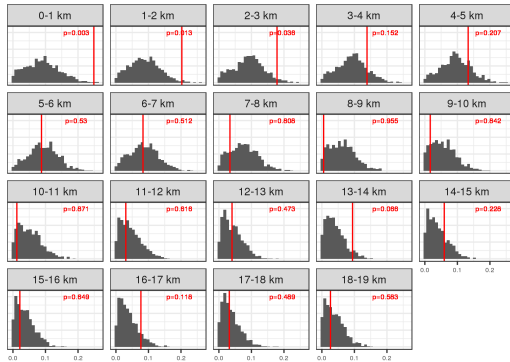 0-1 km 1-2 km 2-3 km 3-4 km 4-5 km
p=0.003 p=0.013 p=0.038 p=0.152 p=0.207
5-6 km 6-7 km 7-8 km 8-9 km 9-10 km
p=0.53 p=0.512 p=0.808 p=0.955 p=0.842
10-11 km 11-12 km 12-13 km 13-14 km 14-15 km
p=0.871 p=0.816 p=0.473 p=0.086 p=0.226
0.0 0.1 0.2
15-16 km 16-17 km 17-18 km 18-19 km
p=0.849 p=0.118 p=0.489 p=0.583
0.0 0.1 0.2 0.0 0.1 0.2 0.0 0.1 0.2 0.0 0.1 0.2